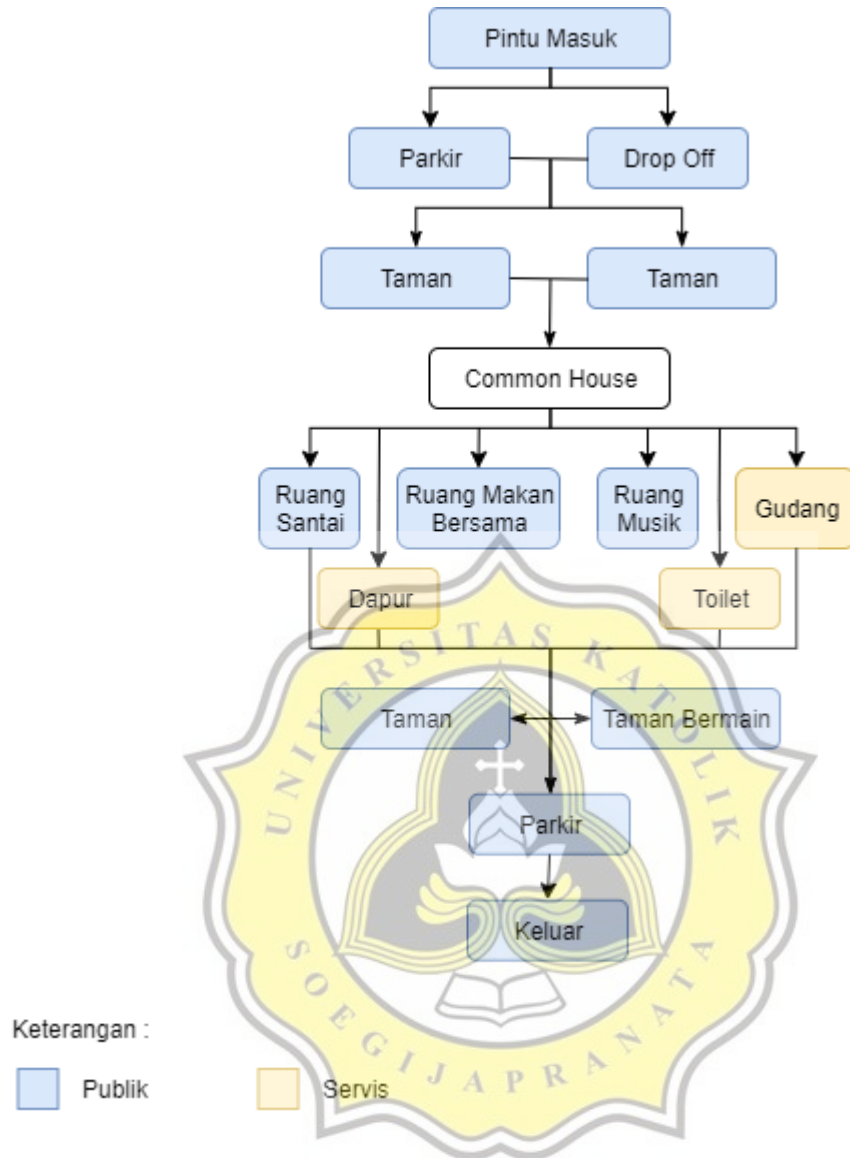 Pintu Masuk
Parkir
Drop Off
Taman
Taman
Common House
Ruang
Santai
Ruang Makan
Bersama
Ruang
Musik
Gudang
Dapur
Toilet
UNIVERSITAS KATOLIK
Taman
Taman Bermain
Parkir
Keluar
SOEGIJAPRANATA
Keterangan :
Publik
Servis